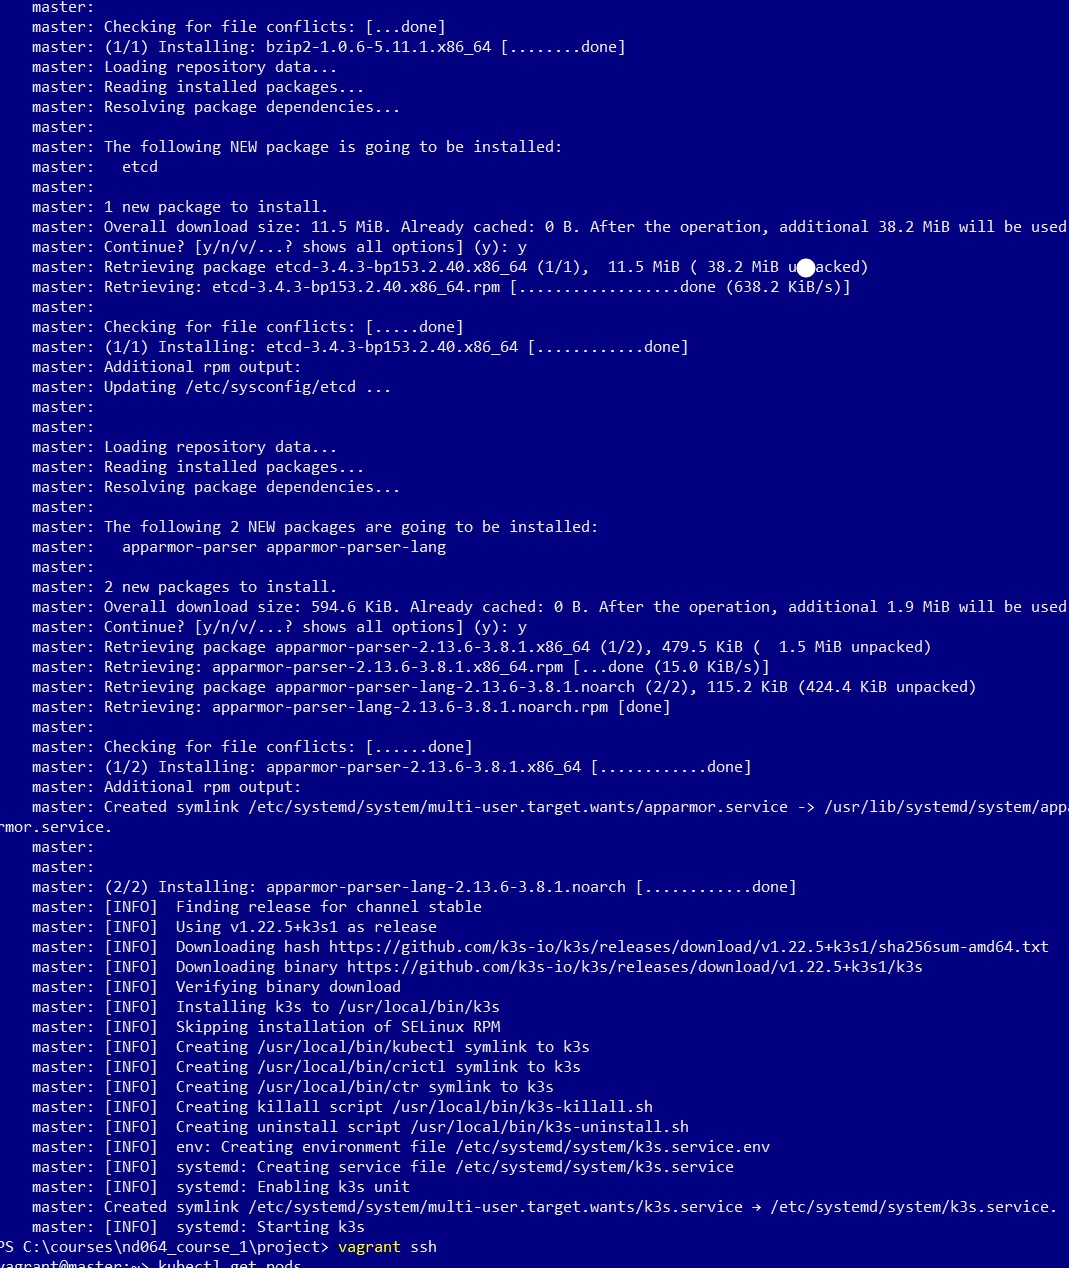 master:
master: Checking for file conflicts: [...done]
master: (1/1) Installing: bzip2-1.0.6-5.11.1.x86_64 [........done]
master: Loading repository data...
master: Reading installed packages...
master: Resolving package dependencies...
master:
master: The following NEW package is going to be installed:
master:   etcd
master:
master: 1 new package to install.
master: Overall download size: 11.5 MiB. Already cached: 0 B. After the operation, additional 38.2 MiB will be used
master: Continue? [y/n/v/...? shows all options] (y): y
master: Retrieving package etcd-3.4.3-bp153.2.40.x86_64 (1/1),  11.5 MiB ( 38.2 MiB u acked)
master: Retrieving: etcd-3.4.3-bp153.2.40.x86_64.rpm [..................done (638.2 KiB/s)]
master:
master: Checking for file conflicts: [.....done]
master: (1/1) Installing: etcd-3.4.3-bp153.2.40.x86_64 [............done]
master: Additional rpm output:
master: Updating /etc/sysconfig/etcd ...
master:
master:
master: Loading repository data...
master: Reading installed packages...
master: Resolving package dependencies...
master:
master: The following 2 NEW packages are going to be installed:
master:   apparmor-parser apparmor-parser-lang
master:
master: 2 new packages to install.
master: Overall download size: 594.6 KiB. Already cached: 0 B. After the operation, additional 1.9 MiB will be used
master: Continue? [y/n/v/...? shows all options] (y): y
master: Retrieving package apparmor-parser-2.13.6-3.8.1.x86_64 (1/2), 479.5 KiB (  1.5 MiB unpacked)
master: Retrieving: apparmor-parser-2.13.6-3.8.1.x86_64.rpm [...done (15.0 KiB/s)]
master: Retrieving package apparmor-parser-lang-2.13.6-3.8.1.noarch (2/2), 115.2 KiB (424.4 KiB unpacked)
master: Retrieving: apparmor-parser-lang-2.13.6-3.8.1.noarch.rpm [done]
master:
master: Checking for file conflicts: [......done]
master: (1/2) Installing: apparmor-parser-2.13.6-3.8.1.x86_64 [............done]
master: Additional rpm output:
master: Created symlink /etc/systemd/system/multi-user.target.wants/apparmor.service -> /usr/lib/systemd/system/appa
rmor.service.
master:
master:
master: (2/2) Installing: apparmor-parser-lang-2.13.6-3.8.1.noarch [............done]
master: [INFO]  Finding release for channel stable
master: [INFO]  Using v1.22.5+k3s1 as release
master: [INFO]  Downloading hash https://github.com/k3s-io/k3s/releases/download/v1.22.5+k3s1/sha256sum-amd64.txt
master: [INFO]  Downloading binary https://github.com/k3s-io/k3s/releases/download/v1.22.5+k3s1/k3s
master: [INFO]  Verifying binary download
master: [INFO]  Installing k3s to /usr/local/bin/k3s
master: [INFO]  Skipping installation of SELinux RPM
master: [INFO]  Creating /usr/local/bin/kubectl symlink to k3s
master: [INFO]  Creating /usr/local/bin/crictl symlink to k3s
master: [INFO]  Creating /usr/local/bin/ctr symlink to k3s
master: [INFO]  Creating killall script /usr/local/bin/k3s-killall.sh
master: [INFO]  Creating uninstall script /usr/local/bin/k3s-uninstall.sh
master: [INFO]  env: Creating environment file /etc/systemd/system/k3s.service.env
master: [INFO]  systemd: Creating service file /etc/systemd/system/k3s.service
master: [INFO]  systemd: Enabling k3s unit
master: Created symlink /etc/systemd/system/multi-user.target.wants/k3s.service → /etc/systemd/system/k3s.service.
master: [INFO]  systemd: Starting k3s
PS C:\courses\nd064_course_1\project> vagrant ssh
vagrant@master:~> kubectl get pods